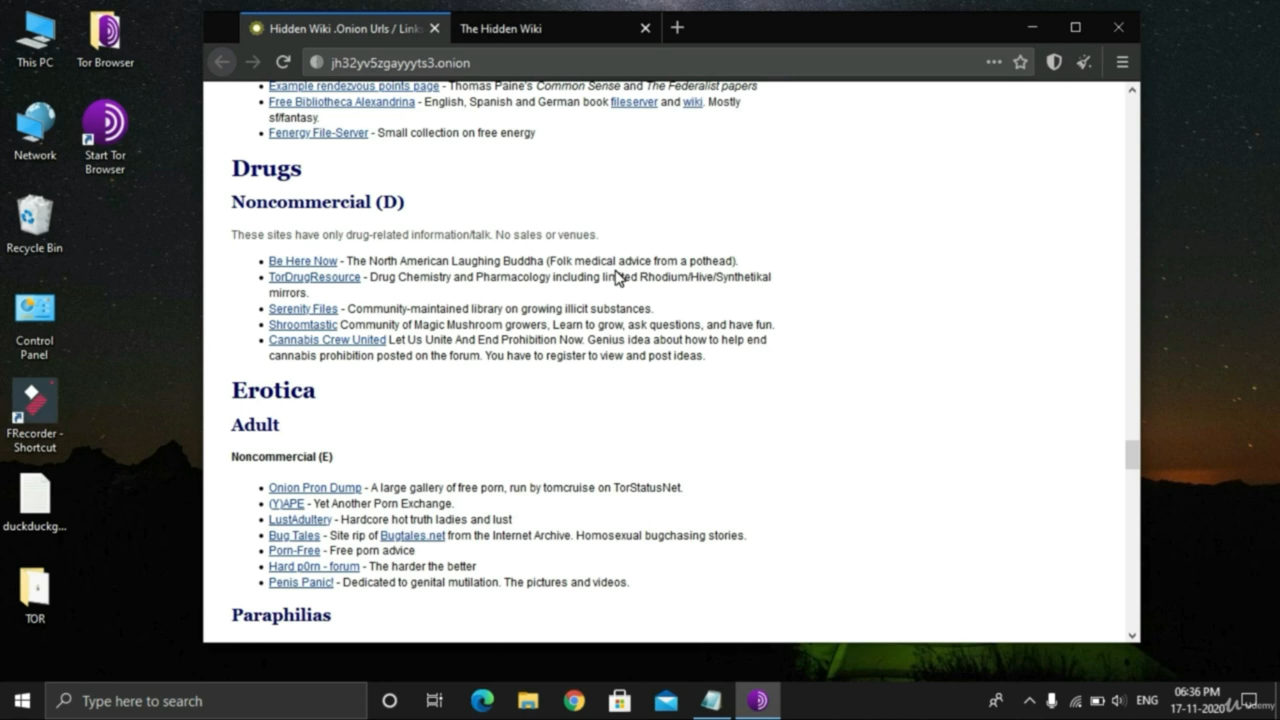 This PC
Tor Browser
Network
Start Tor
Browser
Recycle Bin
Control
Panel
FRecorder -
Shortcut
duckduckg...
TOR
Hidden Wiki .Onion Urls / Links
The Hidden Wiki
jh32yv5zgayyyts3.onion
Example rendezvous points page - Thomas Paine's Common Sense and The Federalist papers
Free Bibliotheca Alexandrina - English, Spanish and German book fileserver and wiki. Mostly
sf/fantasy.
Fenergy File-Server - Small collection on free energy
Drugs
Noncommercial (D)
These sites have only drug-related information/talk. No sales or venues.
Be Here Now - The North American Laughing Buddha (Folk medical advice from a pothead).
TorDrugResource - Drug Chemistry and Pharmacology including limited Rhodium/Hive/Synthetikal
mirrors.
Serenity Files - Community-maintained library on growing illicit substances.
Shroomtastic Community of Magic Mushroom growers, Learn to grow, ask questions, and have fun.
Cannabis Crew United Let Us Unite And End Prohibition Now. Genius idea about how to help end
cannabis prohibition posted on the forum. You have to register to view and post ideas.
Erotica
Adult
Noncommercial (E)
Onion Pron Dump - A large gallery of free porn, run by tomcruise on TorStatusNet.
(Y)APE - Yet Another Porn Exchange.
LustAdultery - Hardcore hot truth ladies and lust
Bug Tales - Site rip of Bugtales.net from the Internet Archive. Homosexual bugchasing stories.
Porn-Free - Free porn advice
Hard p0rn - forum - The harder the better
Penis Panic! - Dedicated to genital mutilation. The pictures and videos.
Paraphilias
Type here to search
ENG
06:36 PM
17-11-2020
Udemy